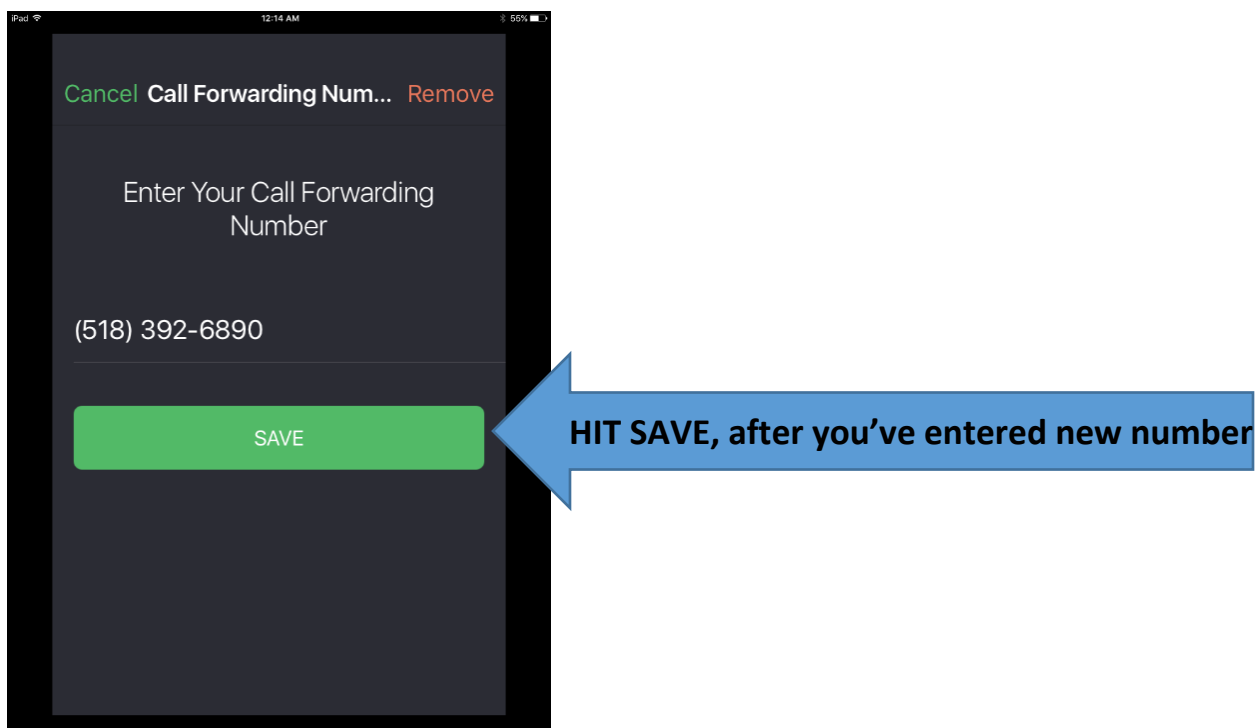 iPad 12:14 AM 55%
Cancel Call Forwarding Num... Remove
Enter Your Call Forwarding
Number
(518) 392-6890
SAVE
HIT SAVE, after you’ve entered new number